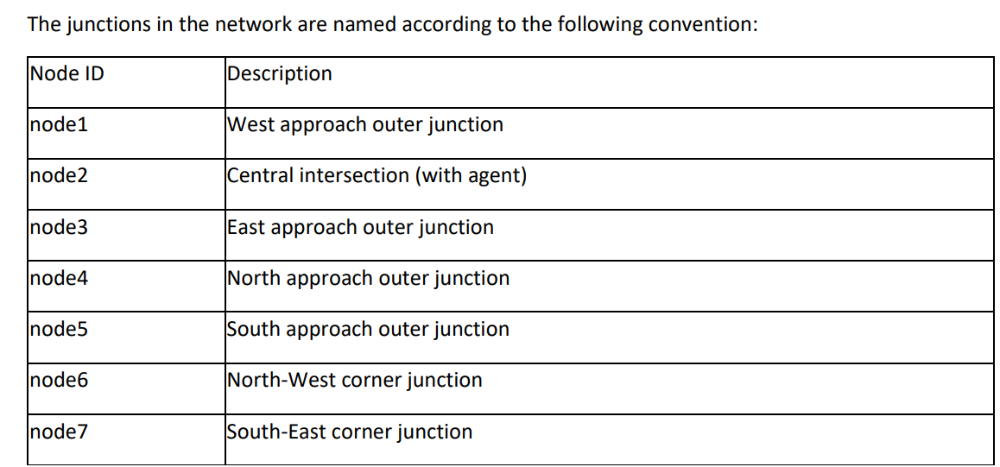 The junctions in the network are named according to the following convention:
Node ID Description
node1 West approach outer junction
node2 Central intersection (with agent)
node3 East approach outer junction
node4 North approach outer junction
node5 South approach outer junction
node6 North-West corner junction
node7 South-East corner junction